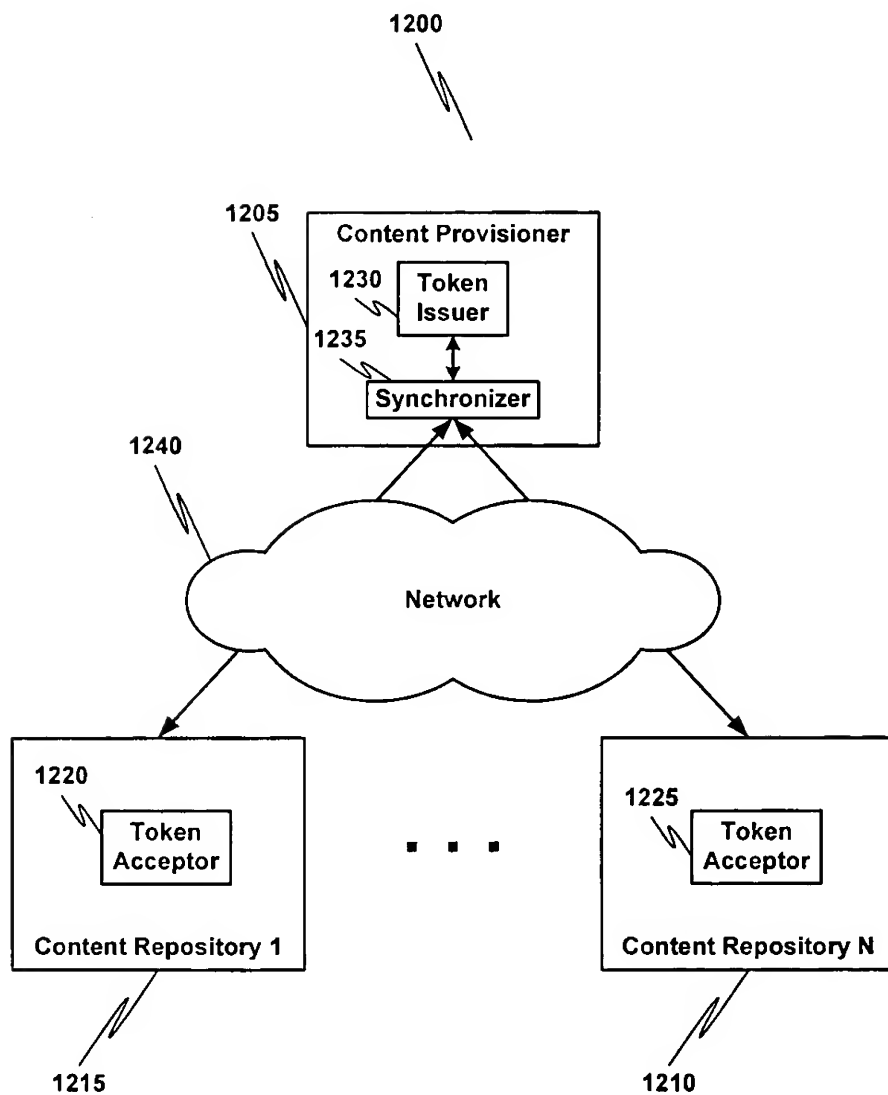 1200
1205
Content Provisioner
1230
Token
Issuer
1235
Synchronizer
1240
Network
1220
Token
Acceptor
Content Repository 1
1215
1225
Token
Acceptor
Content Repository N
1210